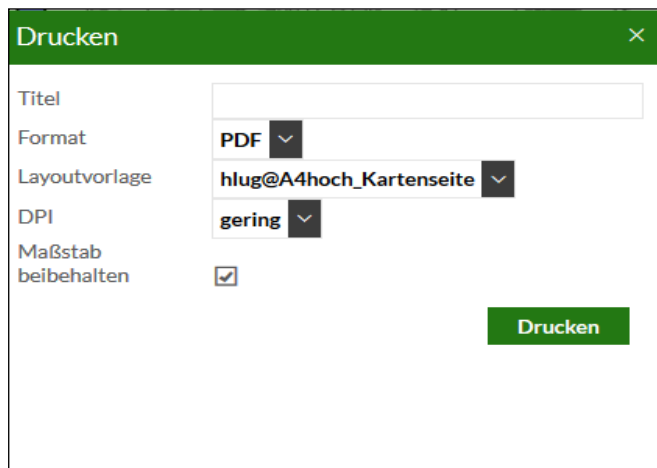 Drucken
Titel
Format PDF
Layoutvorlage hlug@A4hoch_Kartenseite
DPI gering
Maßstab
beibehalten
Drucken